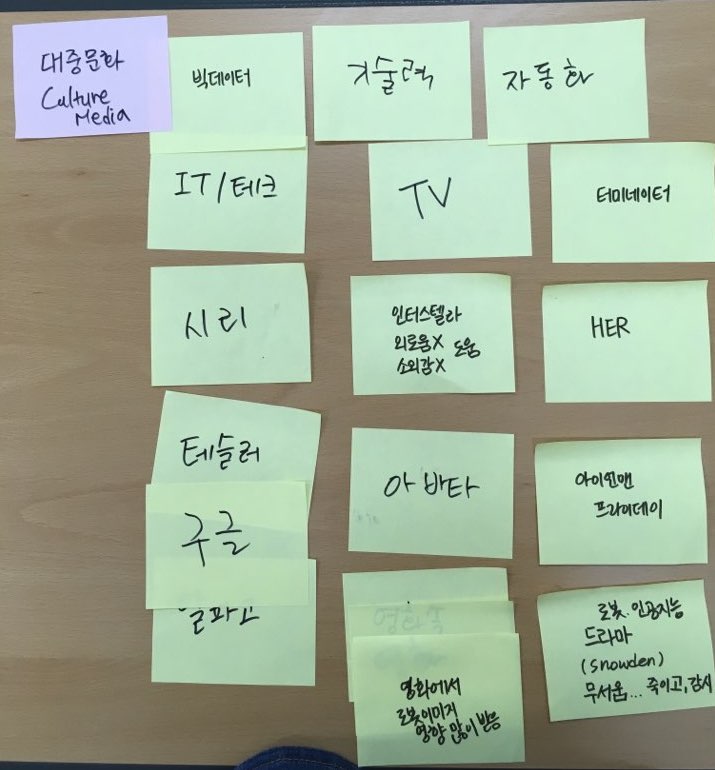 대중문화
Culture
Media
빅데이터
기술력
자동화
IT/테크
TV
터미네이터
시리
인터스텔라
외로움X 도움
소외감X
HER
테슬러
구글
알파고
아바타
아이언맨
프라이데이
영화속
영화에서
로봇이미지
영향 많이 받음
로봇.인공지능
드라마
(Snowden)
무서움... 죽이고, 감시